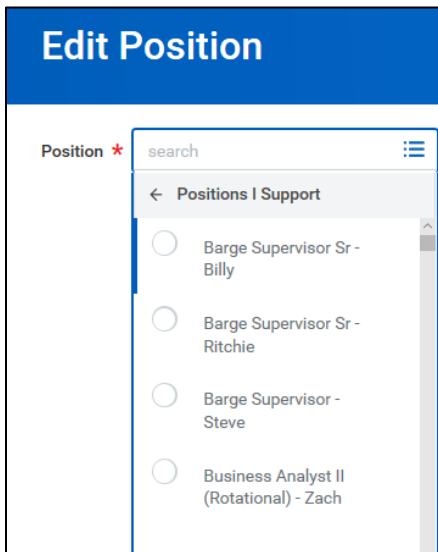 Edit Position
Position *
search
← Positions I Support
Barge Supervisor Sr -
Billy
Barge Supervisor Sr -
Ritchie
Barge Supervisor -
Steve
Business Analyst II
(Rotational) - Zach